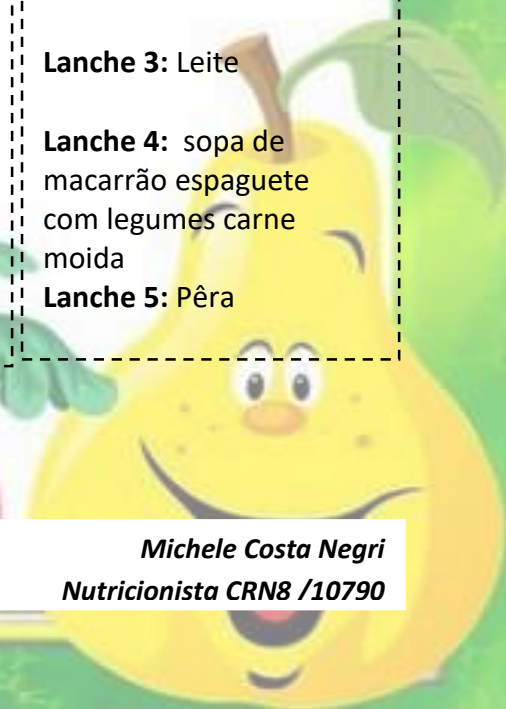 Lanche 3: Leite
Lanche 4: sopa de
macarrão espaguete
com legumes carne
moida
Lanche 5: Pêra
Michele Costa Negri
Nutricionista CRN8 /10790